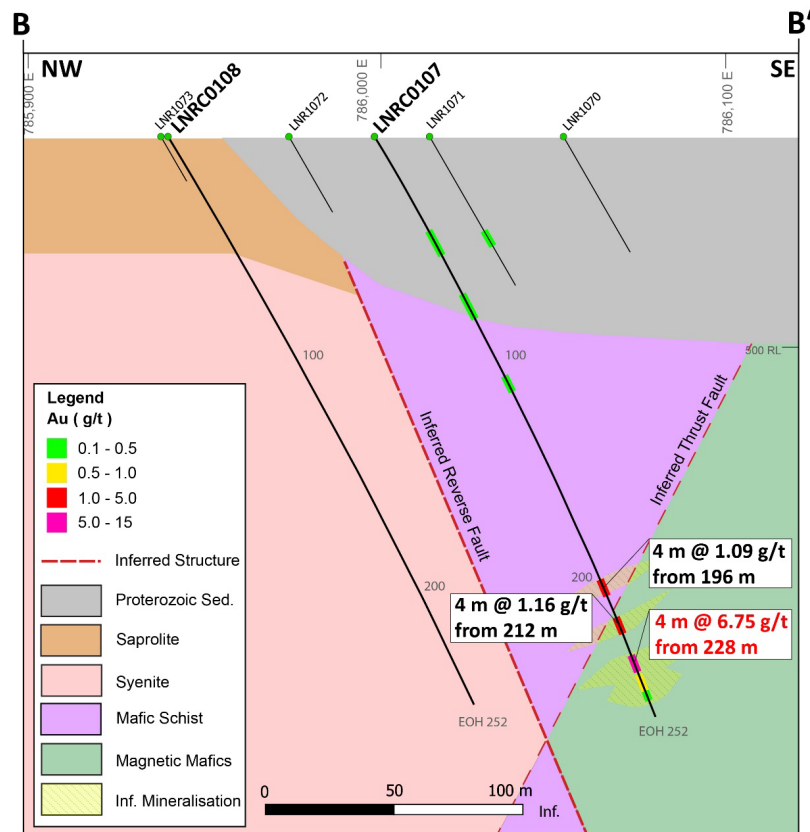 B
B'
NW
SE
785,900 E
786,000 E
786,100 E
LNR1073
LNRC0108
LNR1072
LNRC0107
LNR1071
LNR1070
500 RL
100
100
Inferred Reverse Fault
Inferred Thrust Fault
200
200
4 m @ 1.09 g/t
from 196 m
4 m @ 1.16 g/t
from 212 m
4 m @ 6.75 g/t
from 228 m
EOH 252
EOH 252
Legend
Au ( g/t )
0.1 - 0.5
0.5 - 1.0
1.0 - 5.0
5.0 - 15
Inferred Structure
Proterozoic Sed.
Saprolite
Syenite
Mafic Schist
Magnetic Mafics
Inf. Mineralisation
0 50 100 m
Inf.